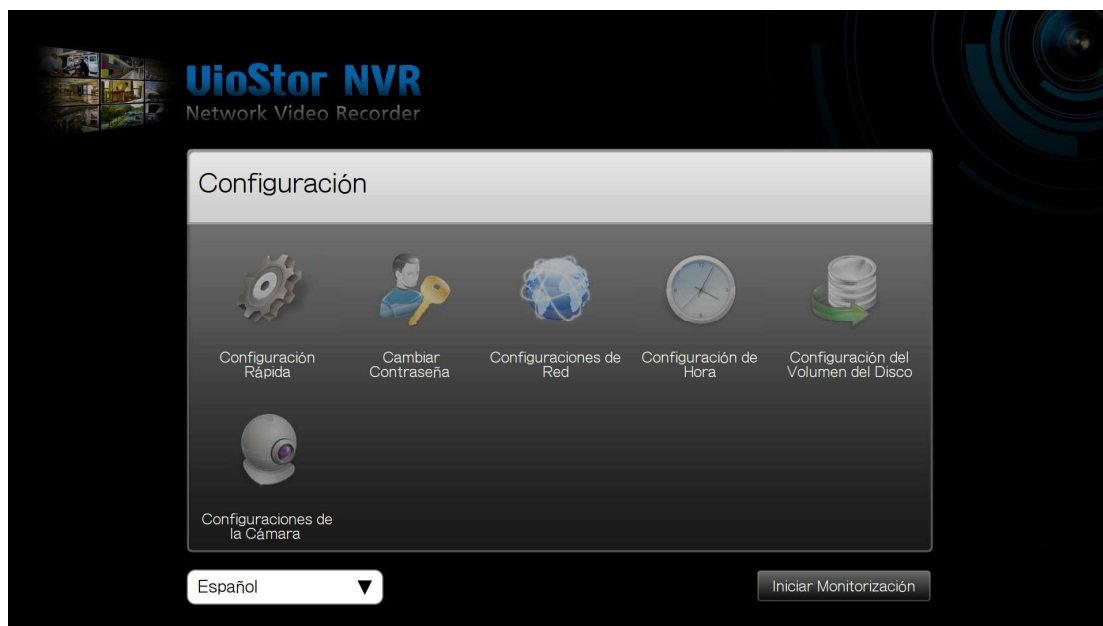 VioStor NVR
Network Video Recorder
Configuración
Configuración
Rápida
Cambiar
Contraseña
Configuraciones de
Red
Configuración de
Hora
Configuración del
Volumen del Disco
Configuraciones de
la Cámara
Español
Iniciar Monitorización